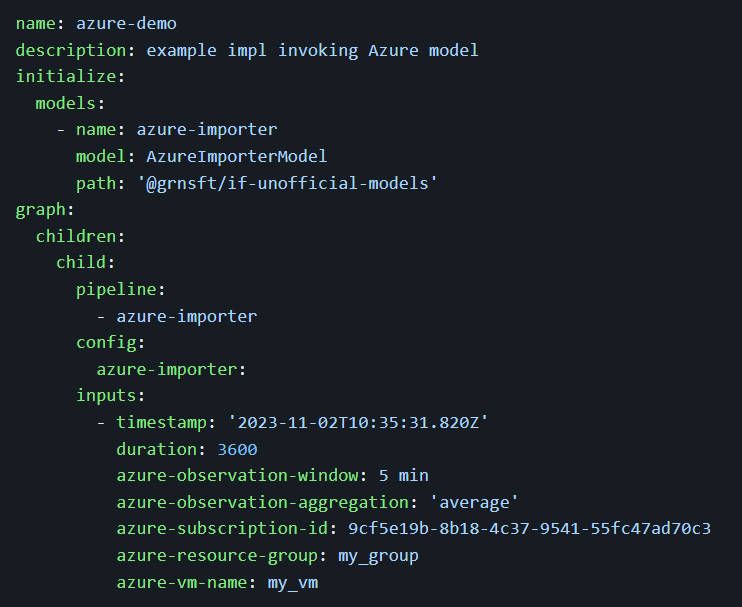 name: azure-demo
description: example impl invoking Azure model
initialize:
  models:
    - name: azure-importer
      model: AzureImporterModel
      path: '@grnsft/if-unofficial-models'
graph:
  children:
    child:
      pipeline:
        - azure-importer
      config:
        azure-importer:
      inputs:
        - timestamp: '2023-11-02T10:35:31.820Z'
          duration: 3600
          azure-observation-window: 5 min
          azure-observation-aggregation: 'average'
          azure-subscription-id: 9cf5e19b-8b18-4c37-9541-55fc47ad70c3
          azure-resource-group: my_group
          azure-vm-name: my_vm